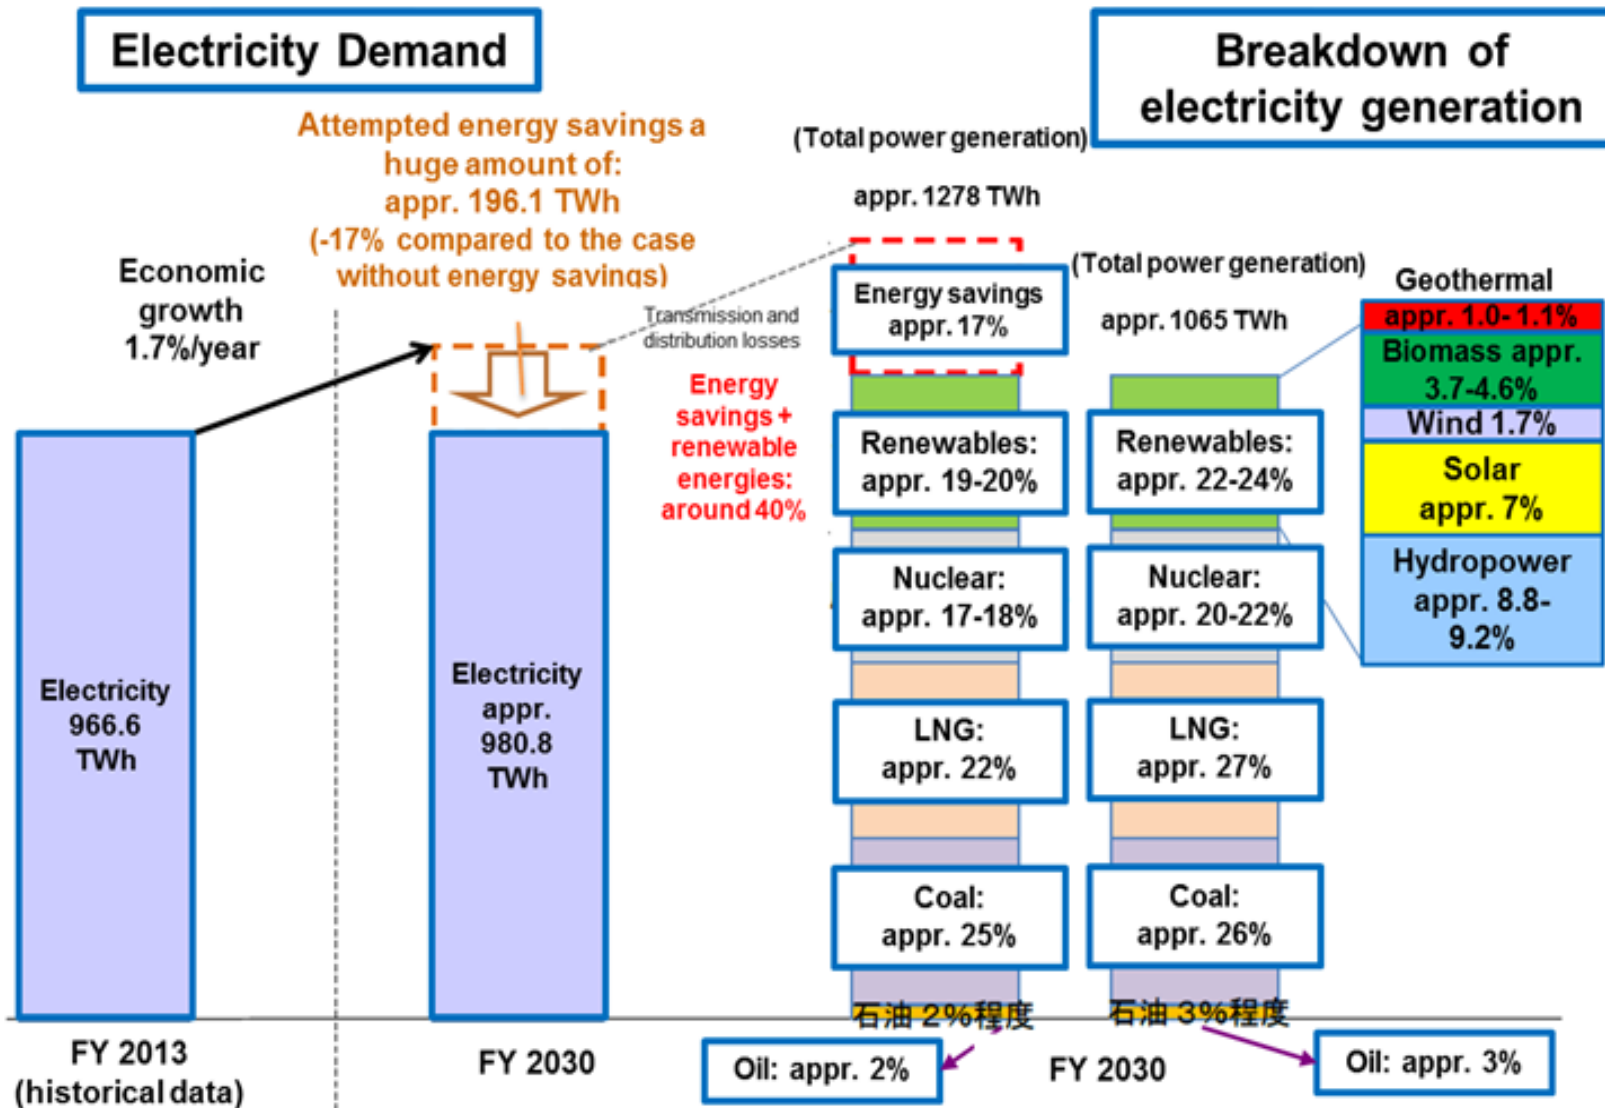 Electricity Demand
Breakdown of
electricity generation
Attempted energy savings a
huge amount of:
appr. 196.1 TWh
(-17% compared to the case
without energy savings)
Economic
growth
1.7%/year
Electricity
966.6
TWh
FY 2013
(historical data)
Electricity
appr.
980.8
TWh
FY 2030
Transmission and
distribution losses
Energy
savings +
renewable
energies:
around 40%
(Total power generation)
appr. 1278 TWh
Energy savings
appr. 17%
Renewables:
appr. 19-20%
Nuclear:
appr. 17-18%
LNG:
appr. 22%
Coal:
appr. 25%
石油 2%程度
Oil: appr. 2%
(Total power generation)
appr. 1065 TWh
Renewables:
appr. 22-24%
Nuclear:
appr. 20-22%
LNG:
appr. 27%
Coal:
appr. 26%
石油 3%程度
Oil: appr. 3%
FY 2030
Geothermal
appr. 1.0- 1.1%
Biomass appr.
3.7-4.6%
Wind 1.7%
Solar
appr. 7%
Hydropower
appr. 8.8-
9.2%